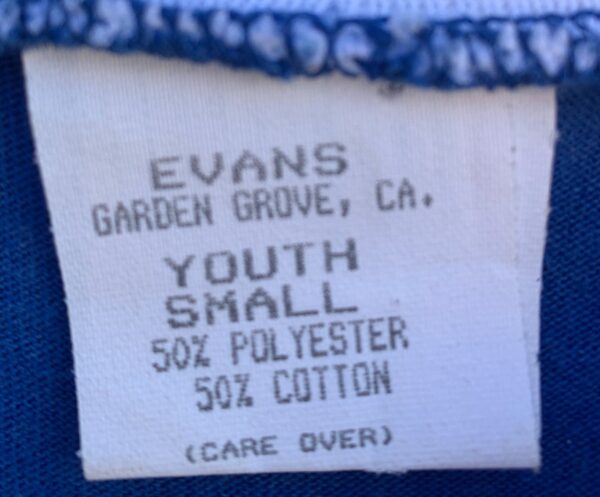 EVANS
GARDEN GROVE, CA.
YOUTH
SMALL
50% POLYESTER
50% COTTON
(CARE OVER)